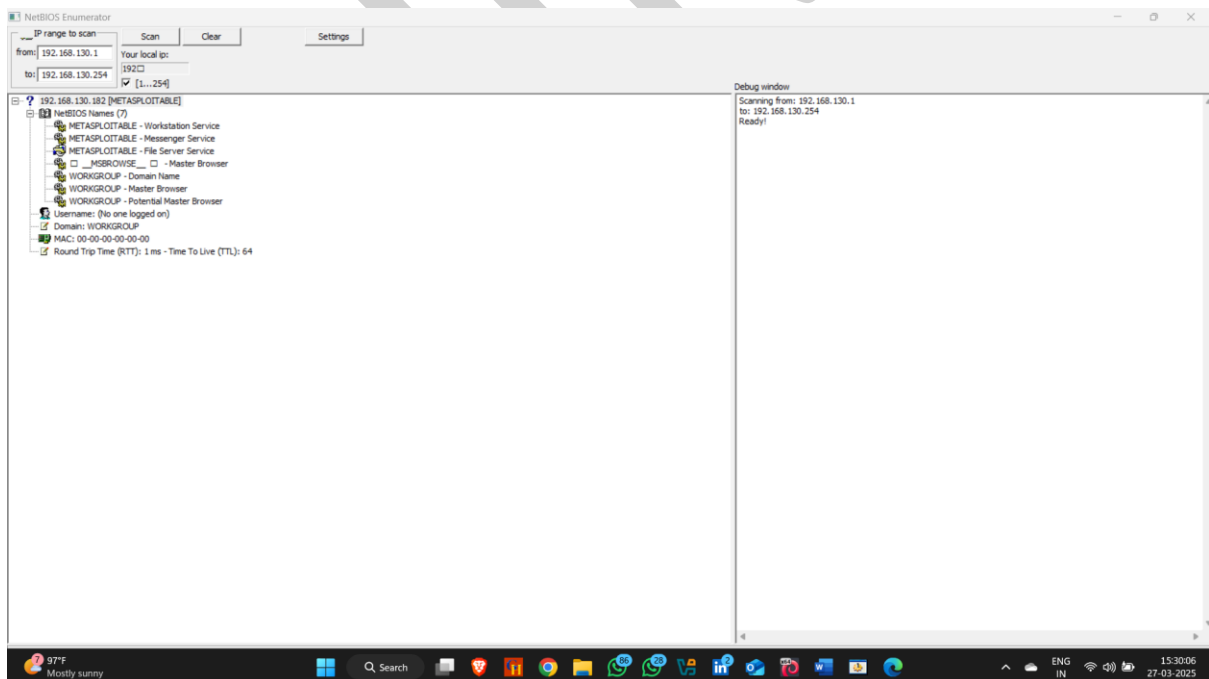 NetBIOS Enumerator
IP range to scan
Scan
Clear
Settings
from: 192.168.130.1
Your local ip:
192
to: 192.168.130.254
[1...254]
Debug window
192.168.130.182 [METASPLOITABLE]
NetBIOS Names (7)
METASPLOITABLE - Workstation Service
METASPLOITABLE - Messenger Service
METASPLOITABLE - File Server Service
□ __MSBROWSE__ □ - Master Browser
WORKGROUP - Domain Name
WORKGROUP - Master Browser
WORKGROUP - Potential Master Browser
Username: (No one logged on)
Domain: WORKGROUP
MAC: 00-00-00-00-00-00
Round Trip Time (RTT): 1 ms - Time To Live (TTL): 64
Scanning from: 192.168.130.1
to: 192.168.130.254
Ready!
7
97°F
Mostly sunny
Search
86
28
in
2
ENG
IN
15:30:06
27-03-2025